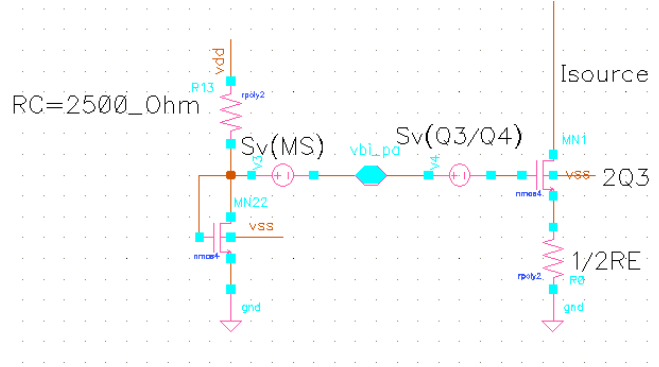 vdd
R13
rpoly2
RC=2500_Ohm
Isource
Sv(MS)
Sv(Q3/Q4)
MN1
v3
vbi_pa
v4
vss
2Q3
nmos4
MN22
vss
nmos4
1/2RE
rpoly2
R0
gnd
gnd